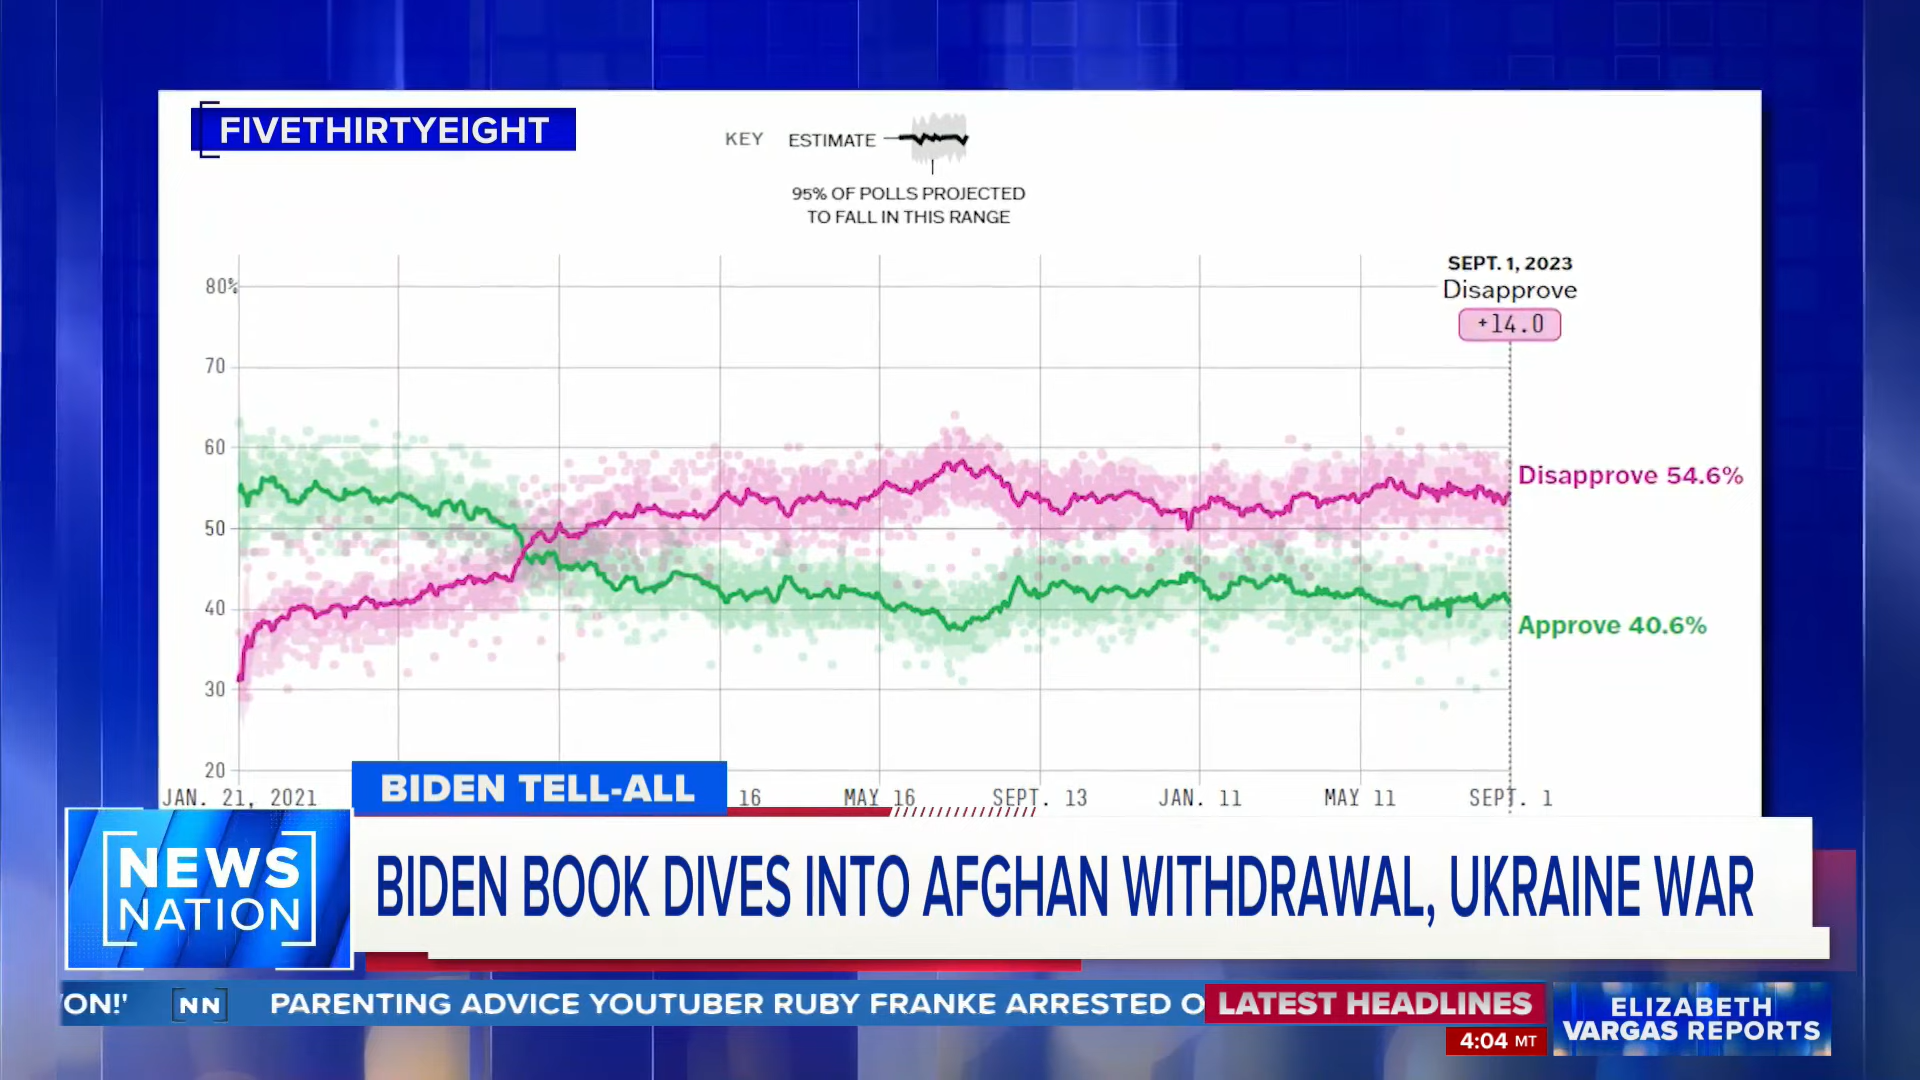 FIVETHIRTYEIGHT
KEY ESTIMATE
95% OF POLLS PROJECTED
TO FALL IN THIS RANGE
SEPT. 1, 2023
Disapprove
+14.0
80%
70
60
50
40
30
20
Disapprove 54.6%
Approve 40.6%
JAN. 21, 2021 16 MAY 16 SEPT. 13 JAN. 11 MAY 11 SEPT. 1
BIDEN TELL-ALL
NEWS
NATION
BIDEN BOOK DIVES INTO AFGHAN WITHDRAWAL, UKRAINE WAR
ON!' NN PARENTING ADVICE YOUTUBER RUBY FRANKE ARRESTED O
LATEST HEADLINES
4:04 MT
ELIZABETH
VARGAS REPORTS